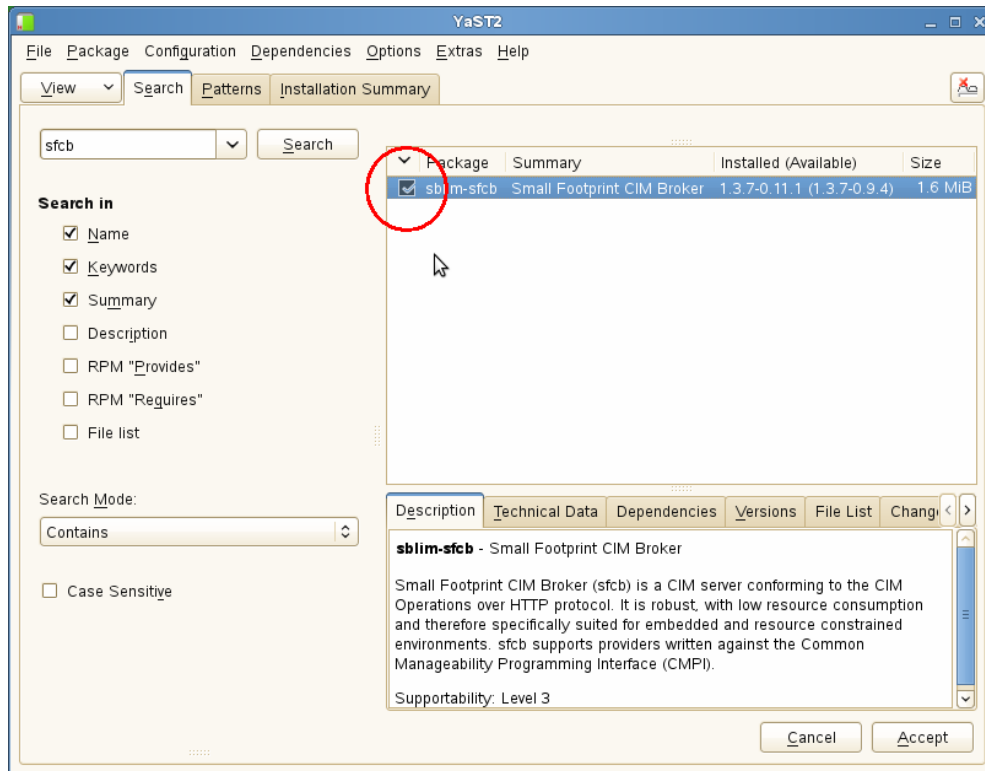 YaST2
File Package Configuration Dependencies Options Extras Help
View Search Patterns Installation Summary
sfcb Search
Package Summary Installed (Available) Size
sblim-sfcb Small Footprint CIM Broker 1.3.7-0.11.1 (1.3.7-0.9.4) 1.6 MiB
Search in
Name
Keywords
Summary
Description
RPM "Provides"
RPM "Requires"
File list
Search Mode:
Contains
Case Sensitive
Description Technical Data Dependencies Versions File List Chang
sblim-sfcb - Small Footprint CIM Broker
Small Footprint CIM Broker (sfcb) is a CIM server conforming to the CIM
Operations over HTTP protocol. It is robust, with low resource consumption
and therefore specifically suited for embedded and resource constrained
environments. sfcb supports providers written against the Common
Manageability Programming Interface (CMPI).
Supportability: Level 3
Cancel Accept